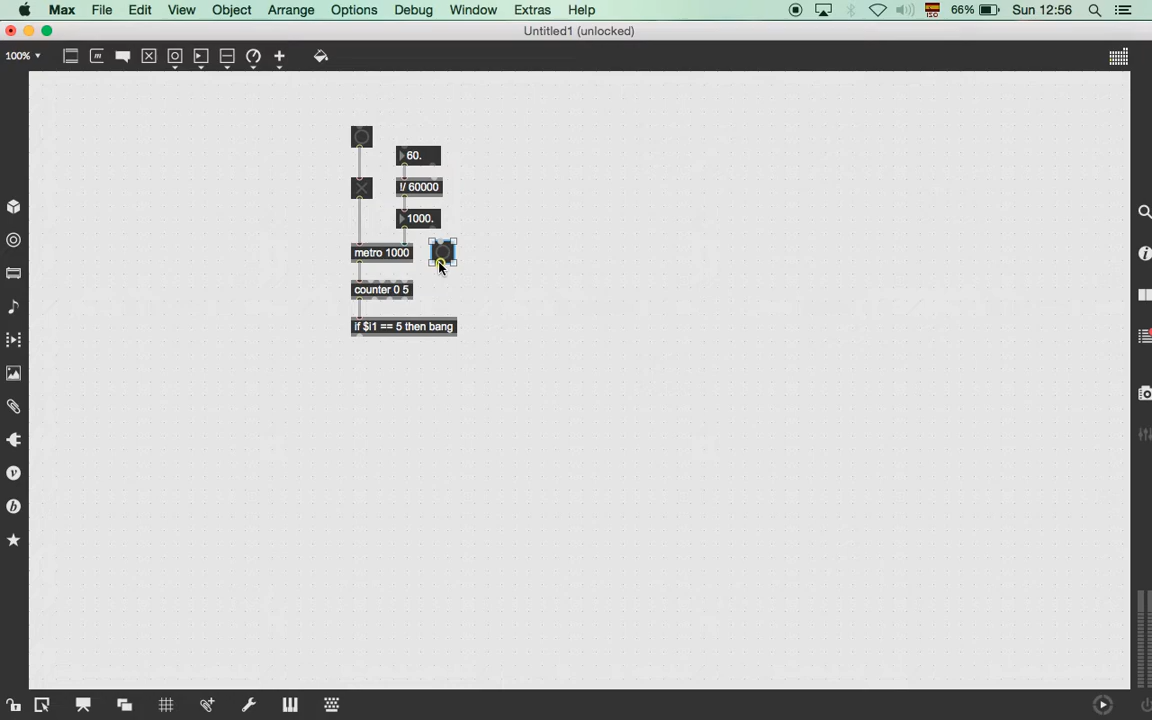 Max File Edit View Object Arrange Options Debug Window Extras Help ISO 66% Sun 12:56
Untitled1 (unlocked)
100%
60.
!/ 60000
1000.
metro 1000
counter 0 5
if $i1 == 5 then bang